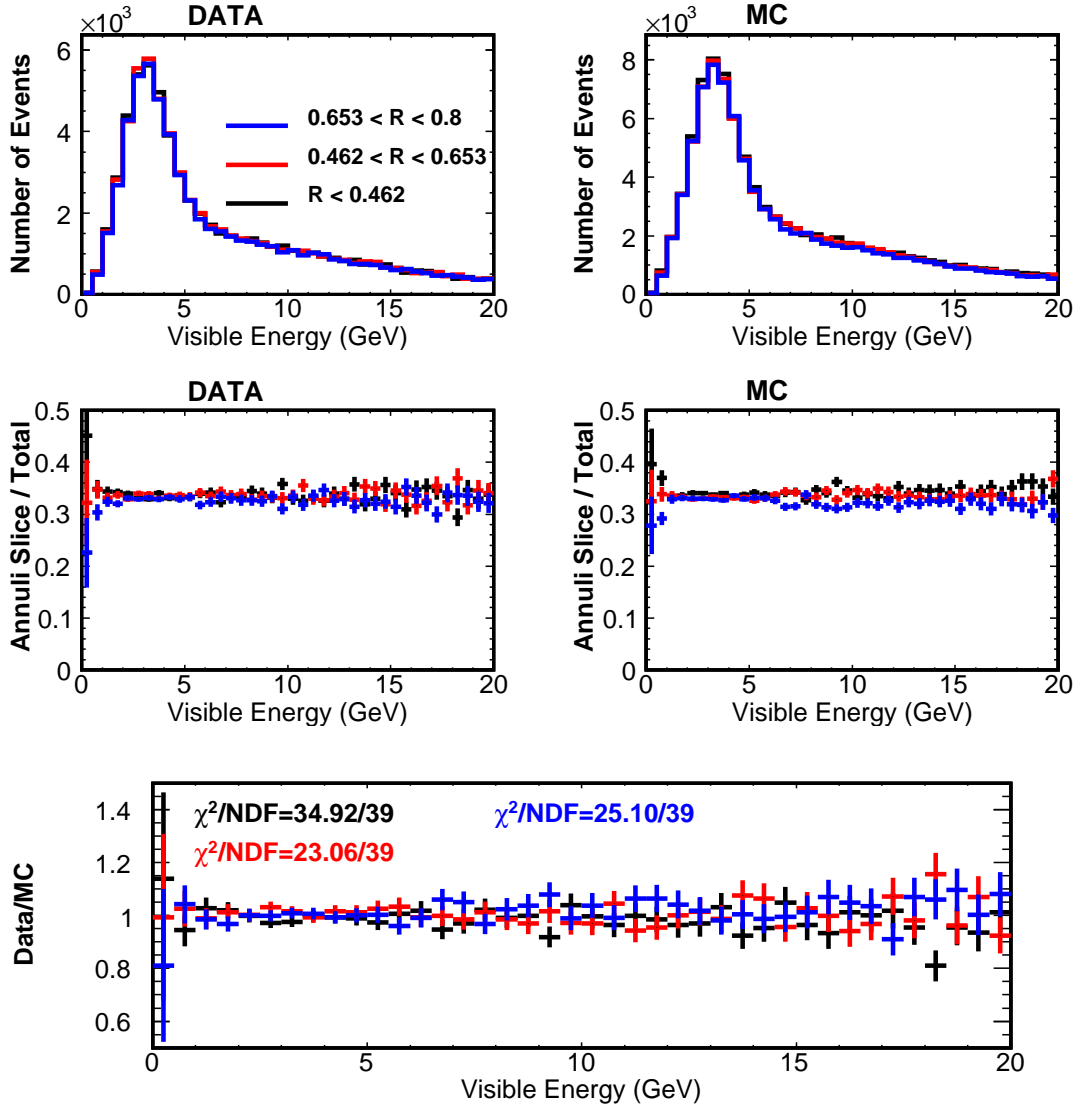 DATA
×10³
Number of Events
6
4
2
0
0 5 10 15 20
Visible Energy (GeV)
0.653 < R < 0.8
0.462 < R < 0.653
R < 0.462
MC
×10³
Number of Events
8
6
4
2
0
0 5 10 15 20
Visible Energy (GeV)
DATA
Annuli Slice / Total
0.5
0.4
0.3
0.2
0.1
0
0 5 10 15 20
Visible Energy (GeV)
MC
Annuli Slice / Total
0.5
0.4
0.3
0.2
0.1
0
0 5 10 15 20
Visible Energy (GeV)
Data/MC
1.4
1.2
1
0.8
0.6
χ²/NDF=34.92/39
χ²/NDF=25.10/39
χ²/NDF=23.06/39
0 5 10 15 20
Visible Energy (GeV)